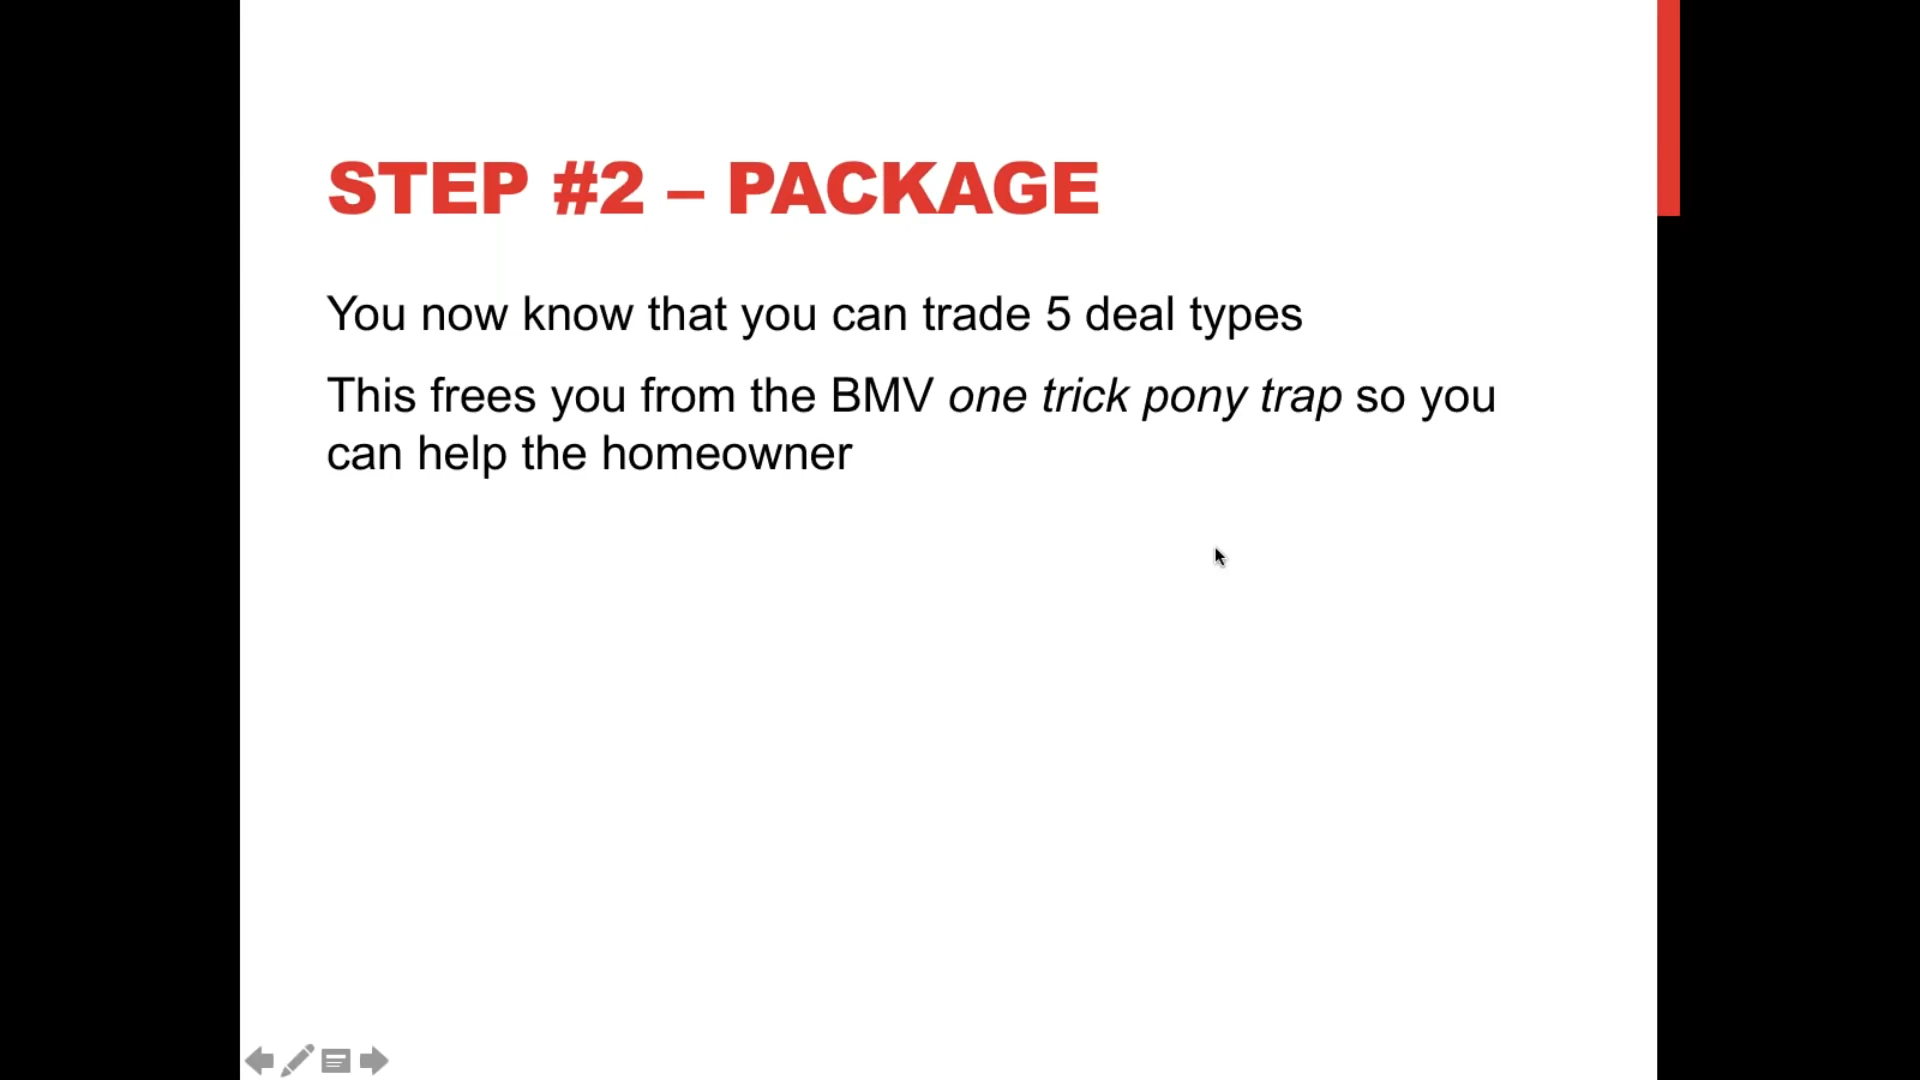 STEP #2 – PACKAGE
You now know that you can trade 5 deal types
This frees you from the BMV one trick pony trap so you
can help the homeowner